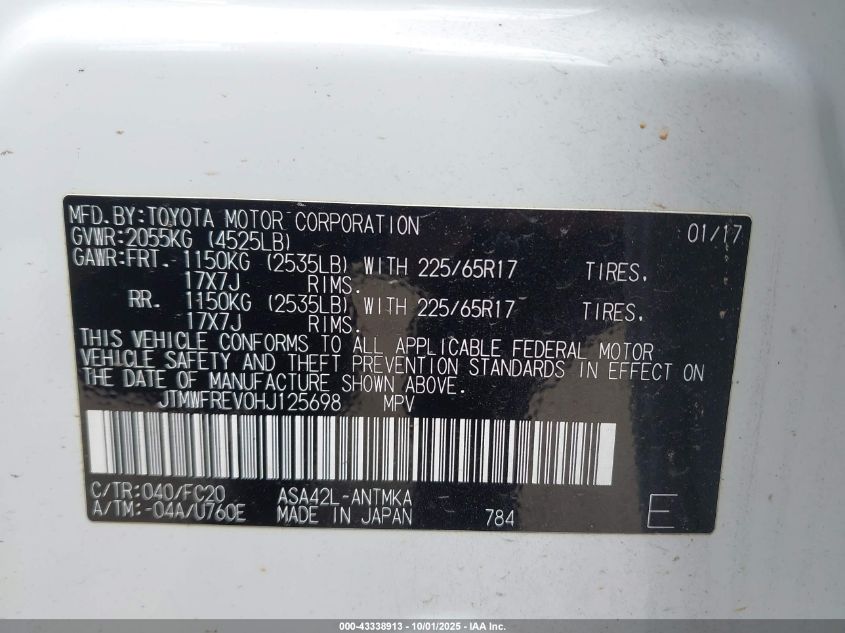 MFD.BY:TOYOTA MOTOR CORPORATION 01/17
GVWR:2055KG (4525LB)
GAWR:FRT. 1150KG (2535LB) WITH 225/65R17 TIRES,
17X7J RIMS.
RR. 1150KG (2535LB) WITH 225/65R17 TIRES,
17X7J RIMS.
THIS VEHICLE CONFORMS TO ALL APPLICABLE FEDERAL MOTOR
VEHICLE SAFETY AND THEFT PREVENTION STANDARDS IN EFFECT ON
THE DATE OF MANUFACTURE SHOWN ABOVE.
JTMWFREV0HJ125698 MPV
C/TR:040/FC20 ASA42L-ANTMKA
A/TM:-04A/U760E MADE IN JAPAN 784 E
000-43338913 - 10/01/2025 - IAA Inc.